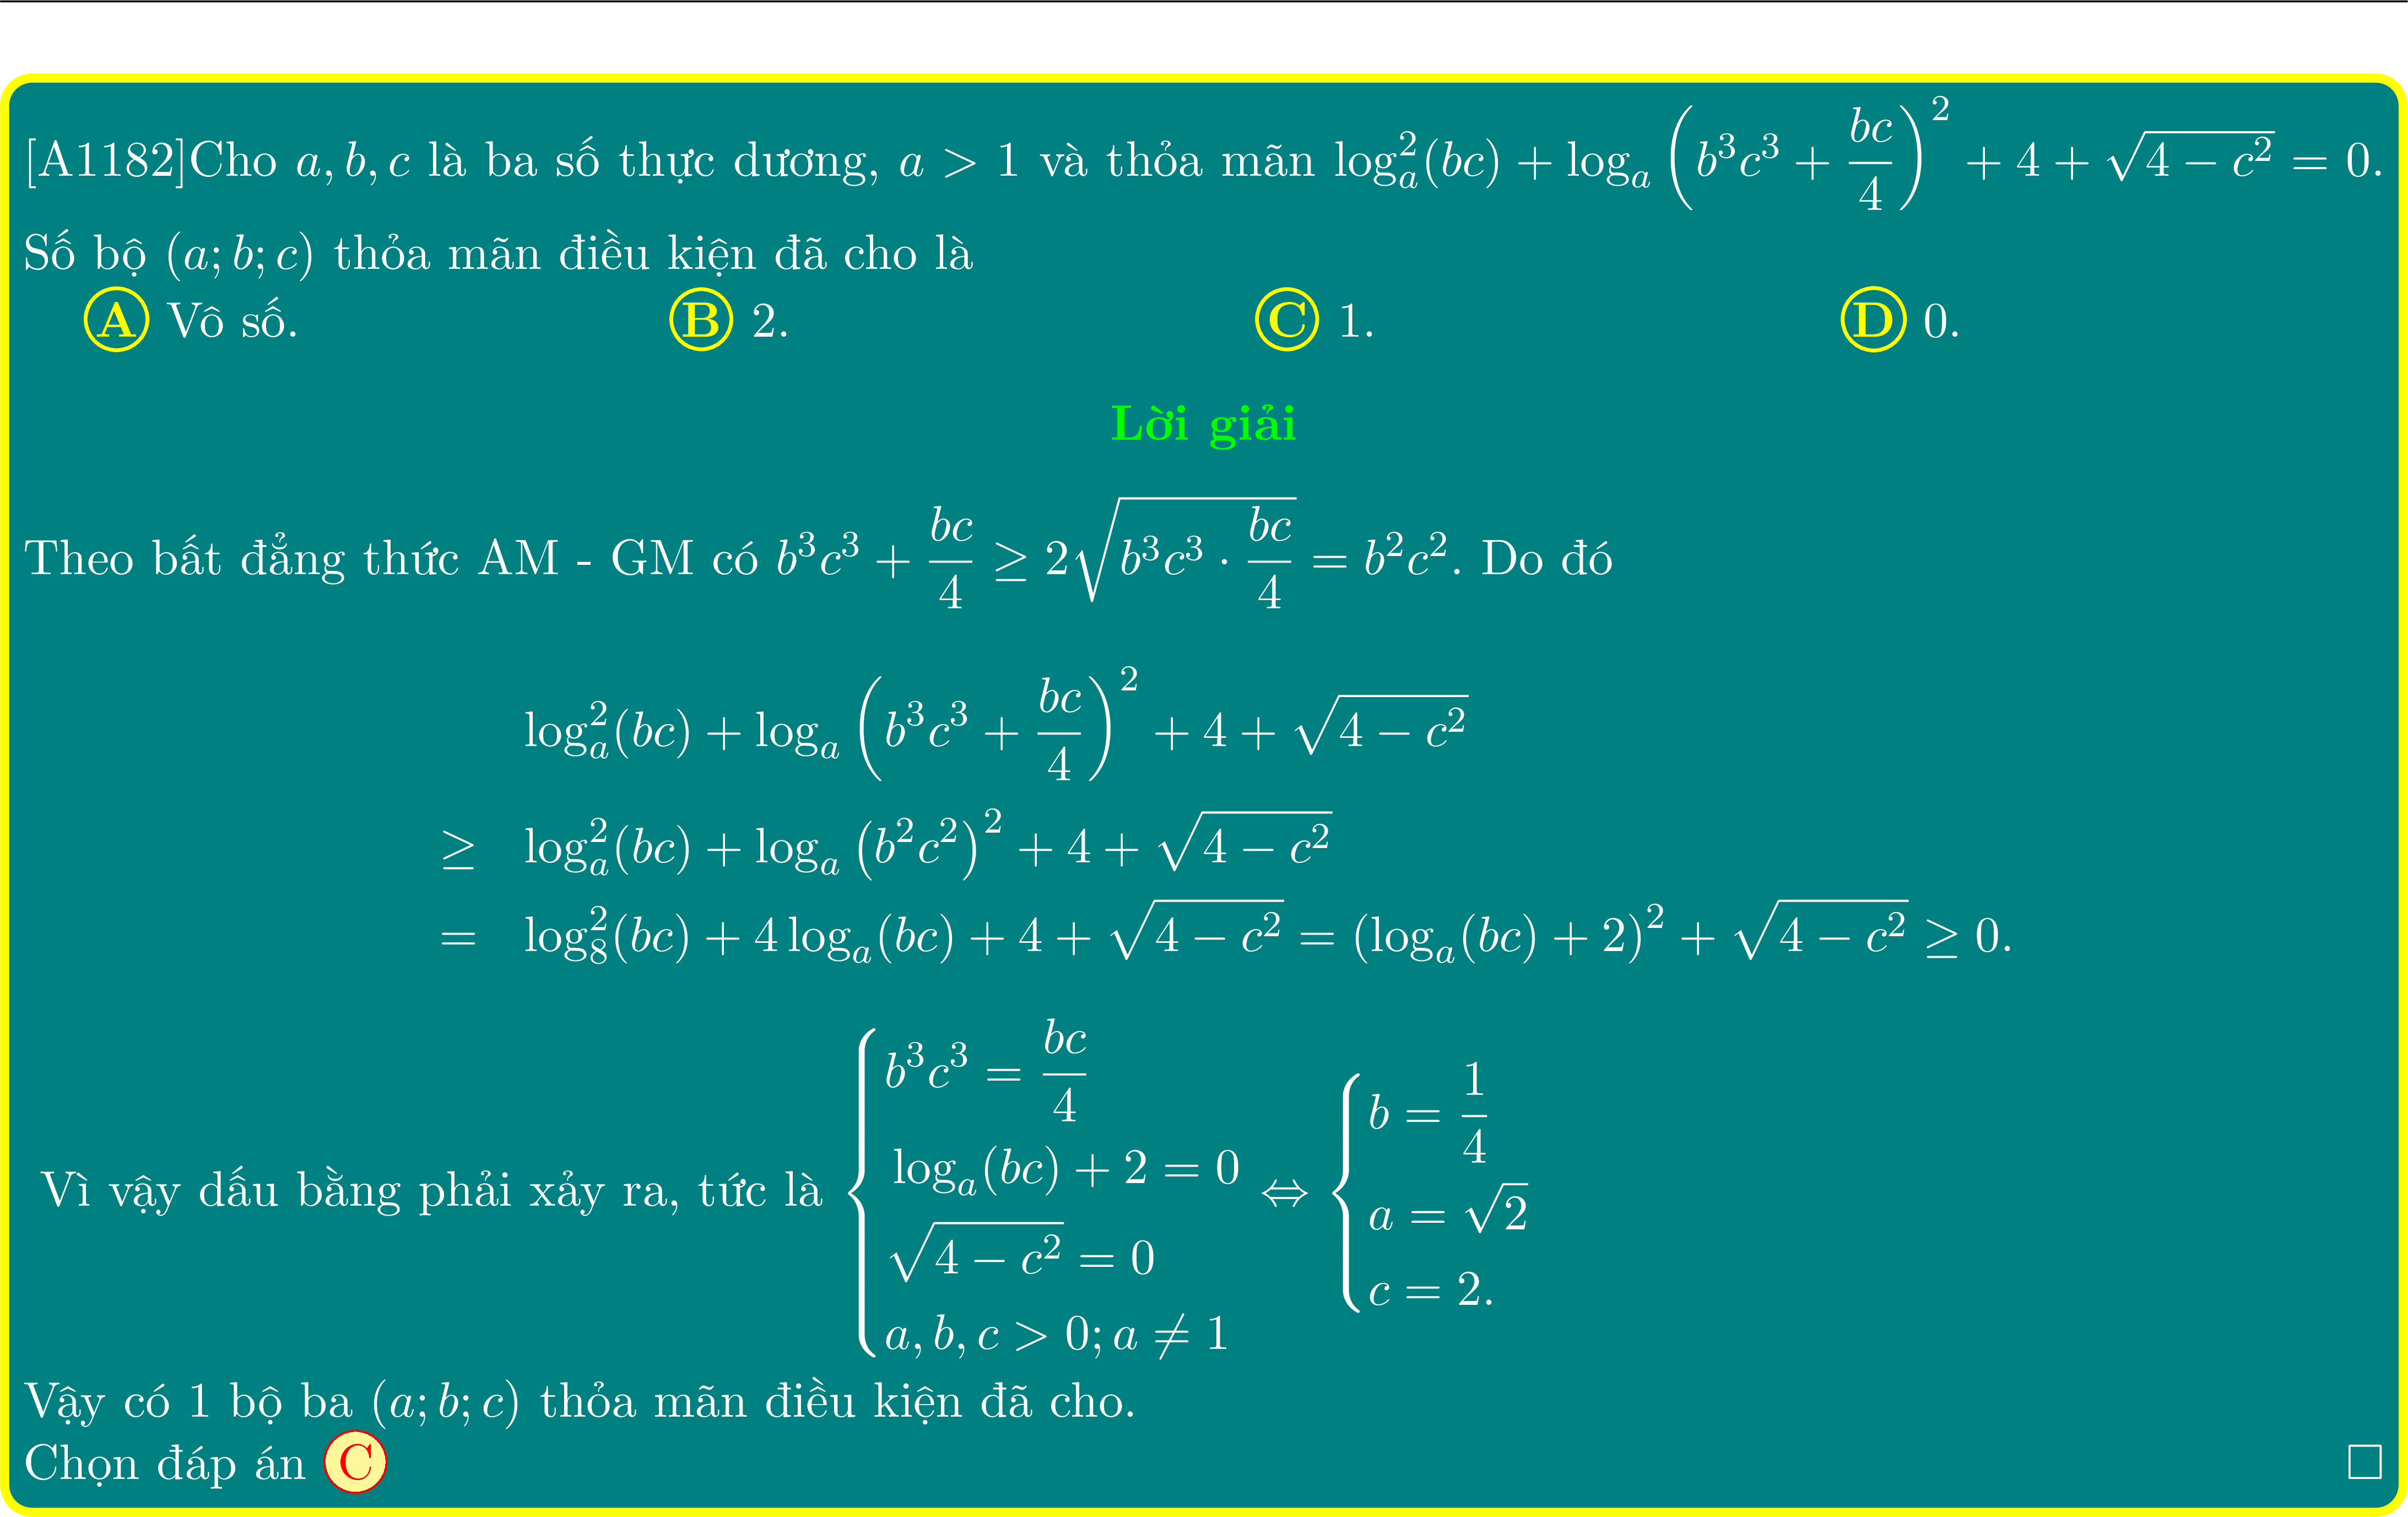 [A1182]Cho $a, b, c$ là ba số thực dương, $a > 1$ và thỏa mãn $\log_a^2(bc) + \log_a \left(b^3c^3 + \dfrac{bc}{4}\right)^2 + 4 + \sqrt{4 - c^2} = 0$.
Số bộ $(a; b; c)$ thỏa mãn điều kiện đã cho là
A Vô số. B 2. C 1. D 0.
Lời giải
Theo bất đẳng thức AM - GM có $b^3c^3 + \dfrac{bc}{4} \geq 2\sqrt{b^3c^3 \cdot \dfrac{bc}{4}} = b^2c^2$. Do đó
$\log_a^2(bc) + \log_a \left(b^3c^3 + \dfrac{bc}{4}\right)^2 + 4 + \sqrt{4 - c^2}$
$\geq \log_a^2(bc) + \log_a \left(b^2c^2\right)^2 + 4 + \sqrt{4 - c^2}$
$= \log_8^2(bc) + 4\log_a(bc) + 4 + \sqrt{4 - c^2} = (\log_a(bc) + 2)^2 + \sqrt{4 - c^2} \geq 0.$
Vì vậy dấu bằng phải xảy ra, tức là $\begin{cases} b^3c^3 = \dfrac{bc}{4} \\ \log_a(bc) + 2 = 0 \\ \sqrt{4 - c^2} = 0 \\ a, b, c > 0; a \neq 1 \end{cases} \Leftrightarrow \begin{cases} b = \dfrac{1}{4} \\ a = \sqrt{2} \\ c = 2. \end{cases}$
Vậy có 1 bộ ba $(a; b; c)$ thỏa mãn điều kiện đã cho.
Chọn đáp án C □